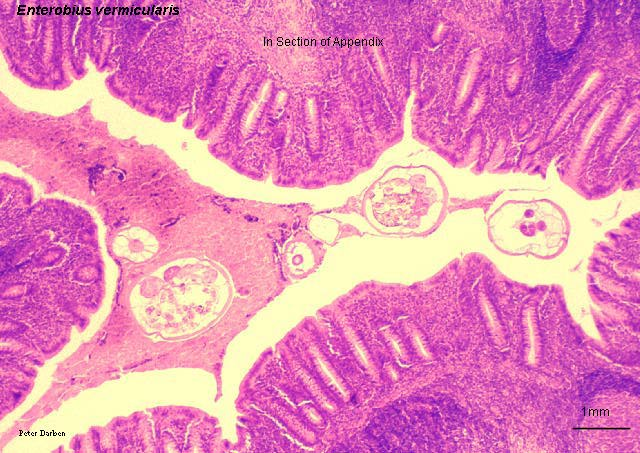 Enterobius vermicularis
In Section of Appendix
1mm
Peter Darben